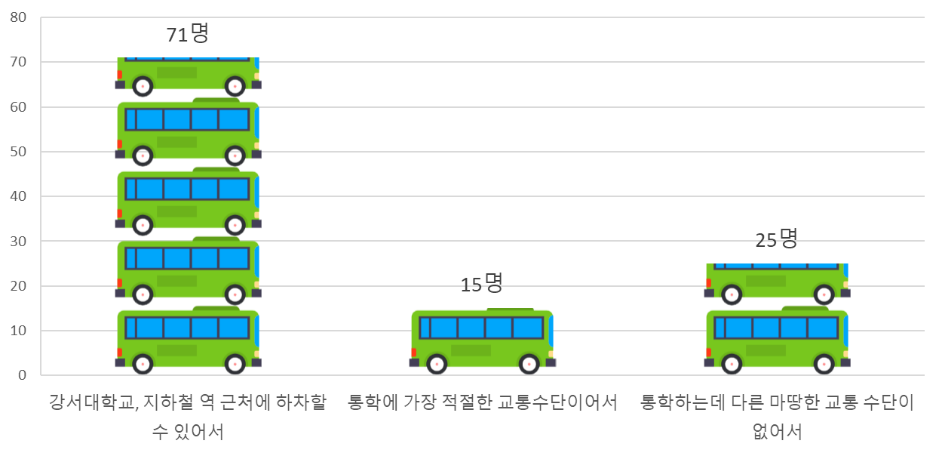 80
71명
70
60
50
40
30
25명
20
15명
10
0
강서대학교, 지하철 역 근처에 하차할
수 있어서
통학에 가장 적절한 교통수단이어서
통학하는데 다른 마땅한 교통 수단이
없어서